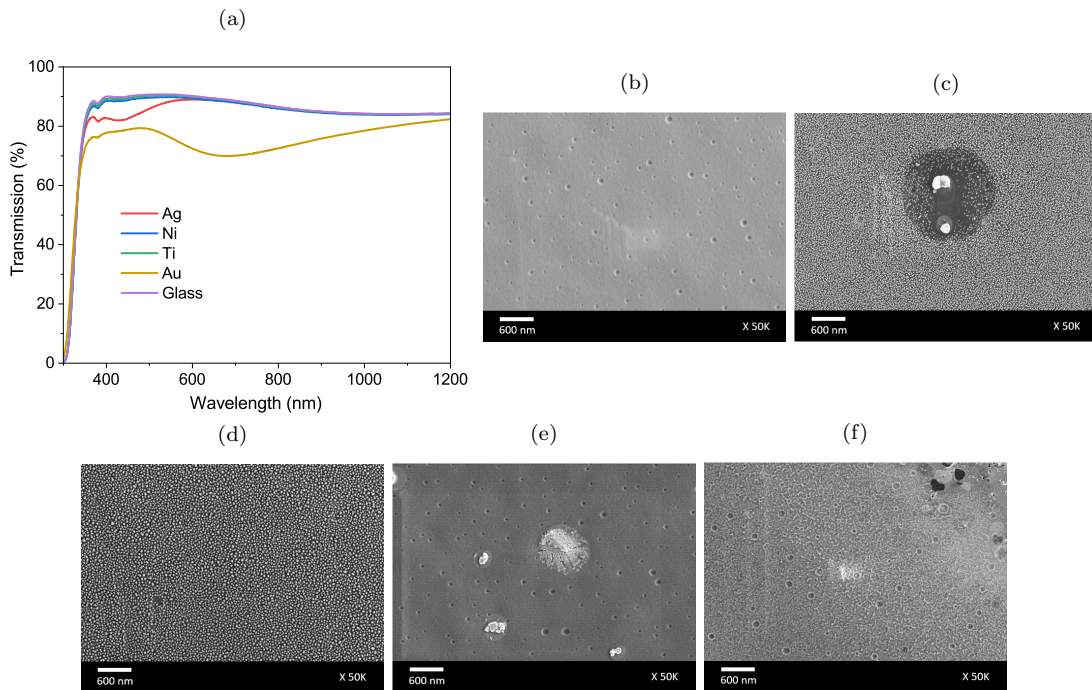 (a)
100
80
60
40
20
0
Transmission (%)
Ag
Ni
Ti
Au
Glass
400
600
800
1000
1200
Wavelength (nm)
(b)
600 nm
X 50K
(c)
600 nm
X 50K
(d)
600 nm
X 50K
(e)
600 nm
X 50K
(f)
600 nm
X 50K